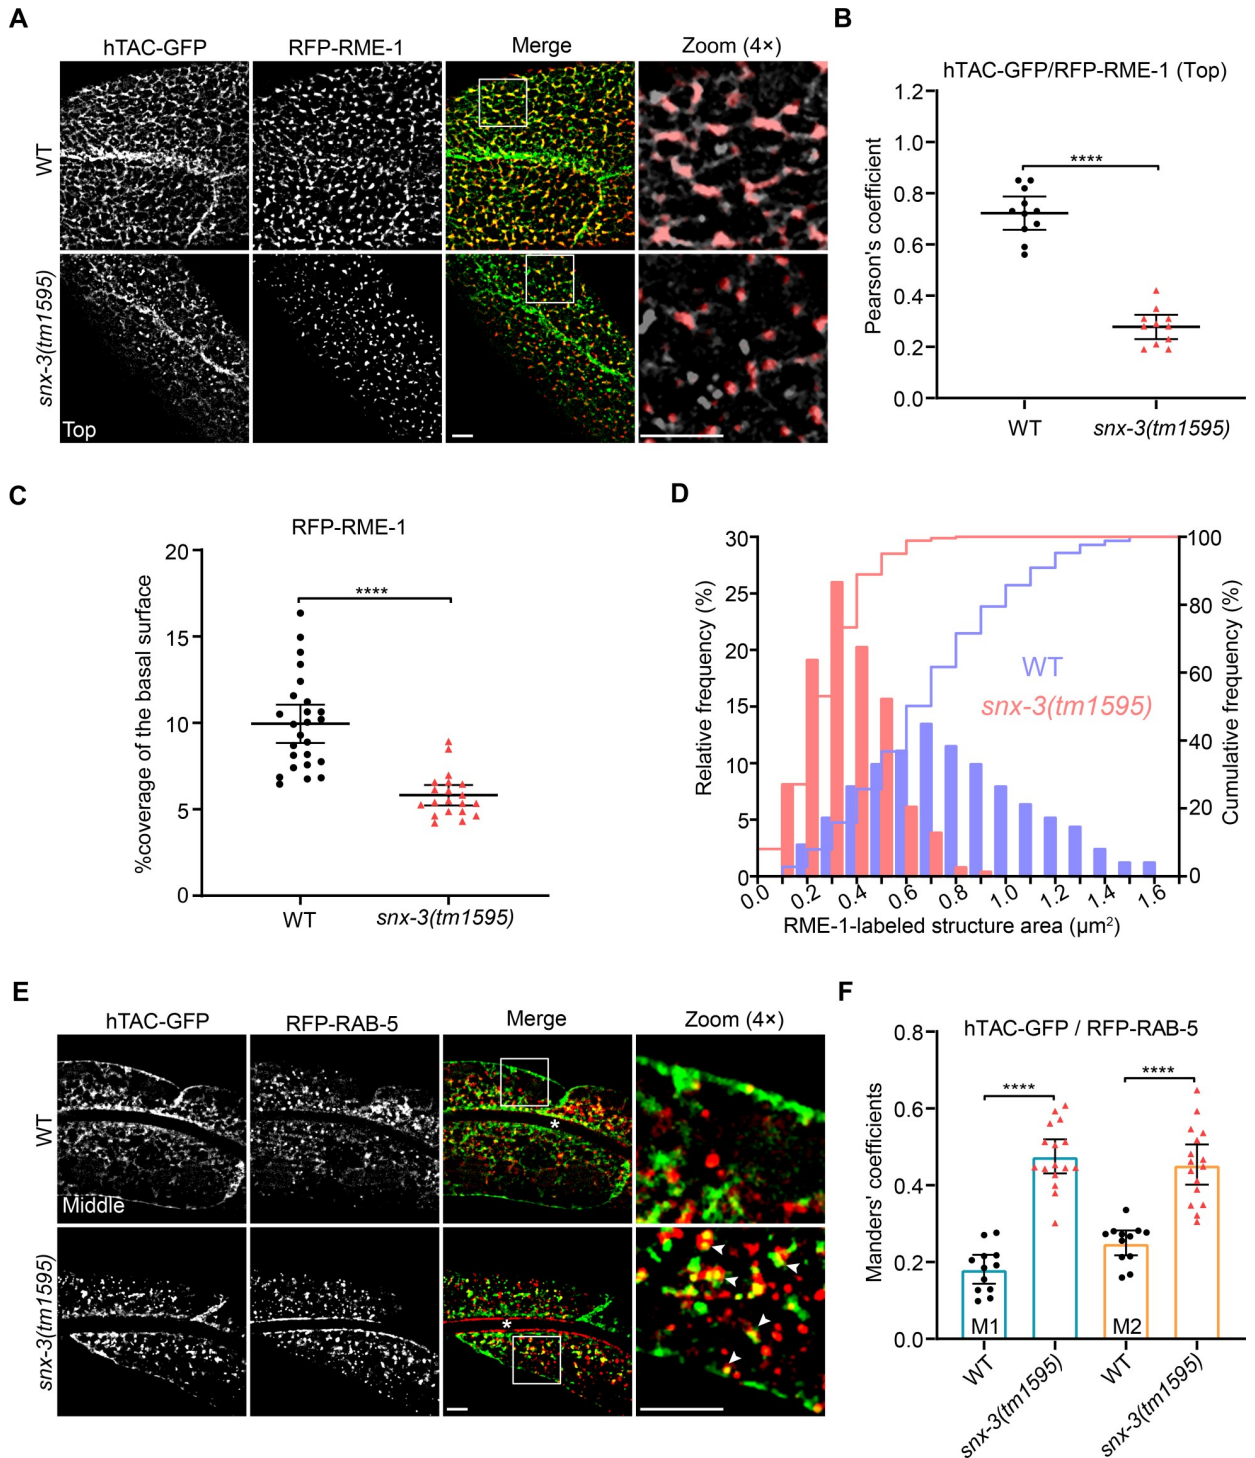 A
hTAC-GFP RFP-RME-1 Merge Zoom (4×)
WT
snx-3(tm1595)
Top
B
hTAC-GFP/RFP-RME-1 (Top)
Pearson's coefficient
1.2
1.0
0.8
0.6
0.4
0.2
0.0
****
WT snx-3(tm1595)
C
RFP-RME-1
%coverage of the basal surface
20
15
10
5
0
****
WT snx-3(tm1595)
D
Relative frequency (%)
30
25
20
15
10
5
0
WT
snx-3(tm1595)
Cumulative frequency (%)
100
80
60
40
20
0
0.0 0.2 0.4 0.6 0.8 1.0 1.2 1.4 1.6
RME-1-labeled structure area (µm²)
E
hTAC-GFP RFP-RAB-5 Merge Zoom (4×)
WT
Middle
*
snx-3(tm1595)
*
F
hTAC-GFP / RFP-RAB-5
Manders' coefficients
0.8
0.6
0.4
0.2
0.0
**** ****
M1 M2
WT snx-3(tm1595) WT snx-3(tm1595)